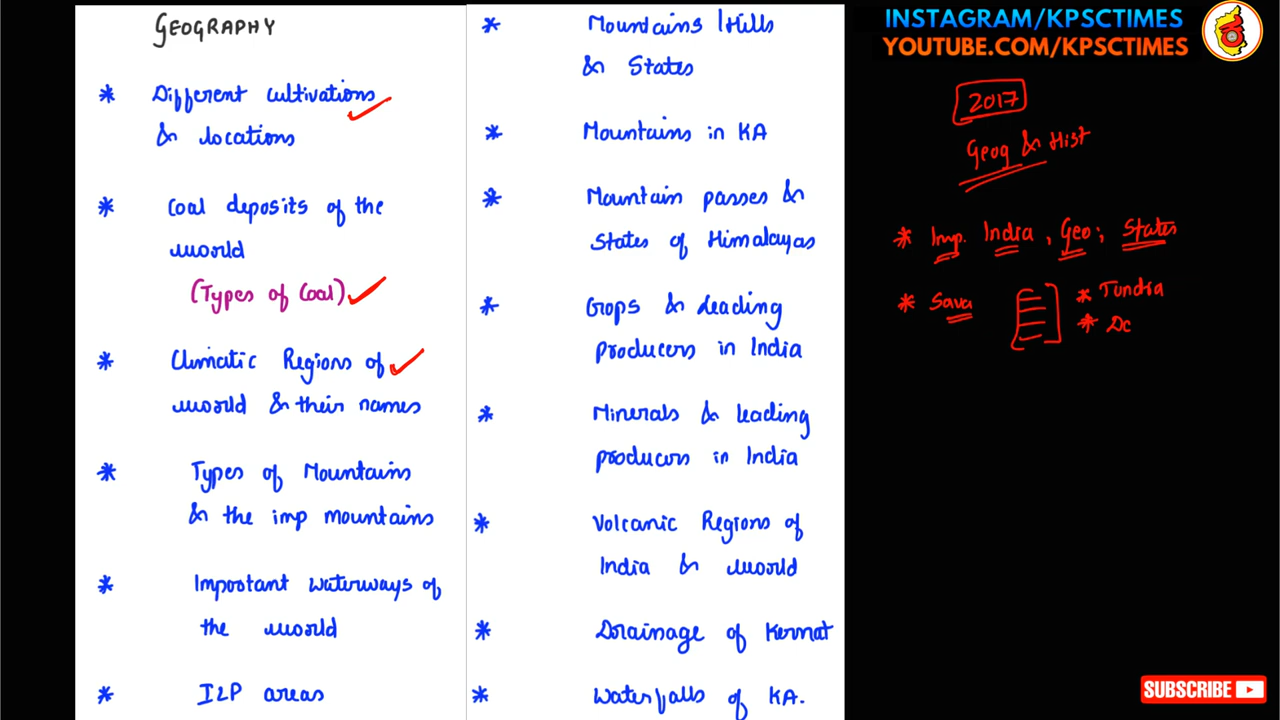 GEOGRAPHY
* Different cultivations
& locations
* Coal deposits of the
world
(Types of Coal)
* Climatic Regions of
world & their names
* Types of Mountains
& the imp mountains
* Important waterways of
the world
* ILP areas
* Mountains / Hills
& States
* Mountains in KA
* Mountain passes &
States of Himalayas
* Crops & leading
producers in India
* Minerals & leading
producers in India
* Volcanic Regions of
India & world
* Drainage of Kernat
* Waterfalls of KA.
INSTAGRAM/KPSCTIMES
YOUTUBE.COM/KPSCTIMES
2017
Geog & Hist
* Imp. India, Geo; States
* Sava
* Tundra
* De
SUBSCRIBE